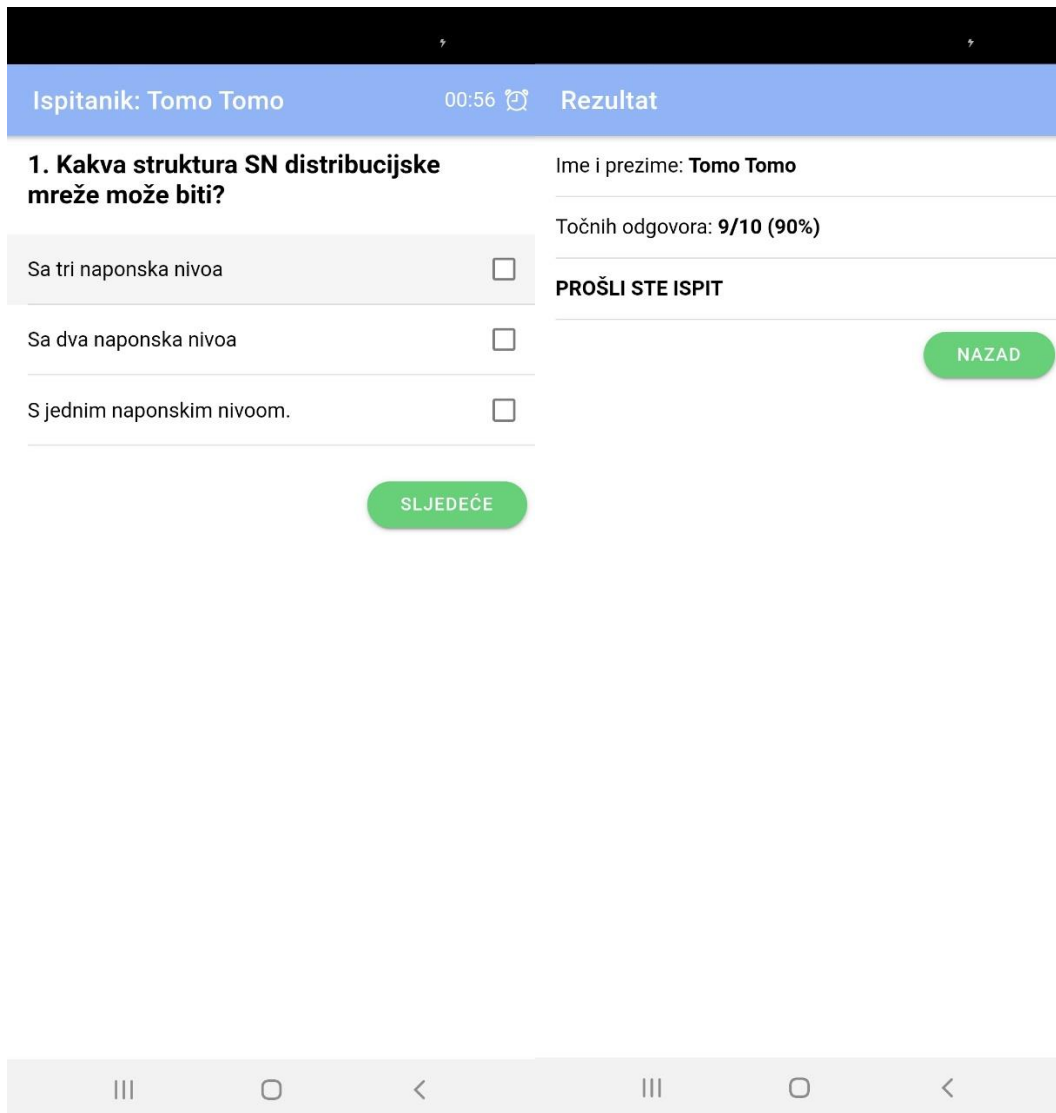 Ispitanik: Tomo Tomo
00:56
1. Kakva struktura SN distribucijske
mreže može biti?
Sa tri naponska nivoa
Sa dva naponska nivoa
S jednim naponskim nivoom.
SLJEDEĆE
Rezultat
Ime i prezime: Tomo Tomo
Točnih odgovora: 9/10 (90%)
PROŠLI STE ISPIT
NAZAD